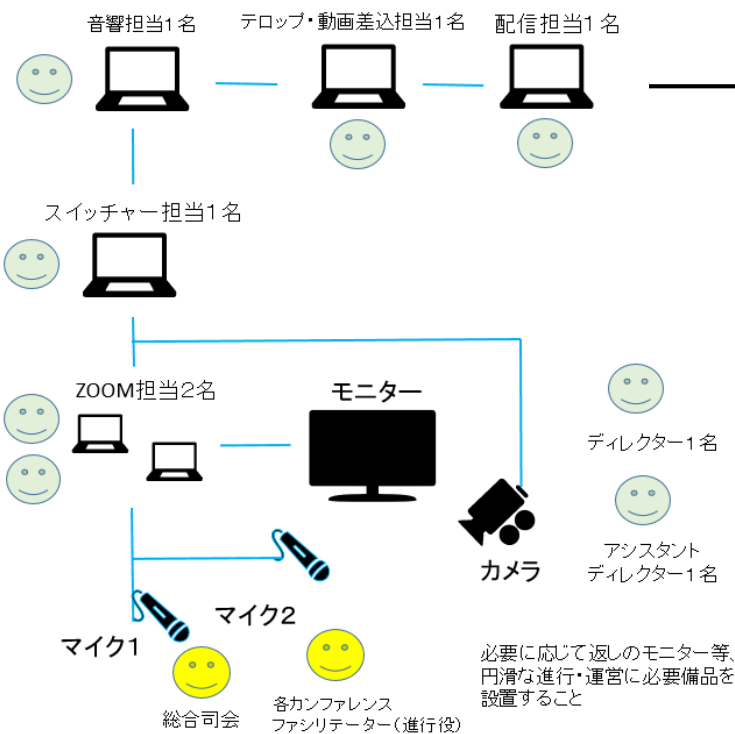 音響担当1名
テロップ・動画差込担当1名
配信担当1名
スイッチャー担当1名
ZOOM担当２名
モニター
ディレクター１名
カメラ
アシスタント
ディレクター１名
マイク1
マイク2
総合司会
各カンファレンス
ファシリテーター（進行役）
必要に応じて返しのモニター等、
円滑な進行・運営に必要備品を
設置すること